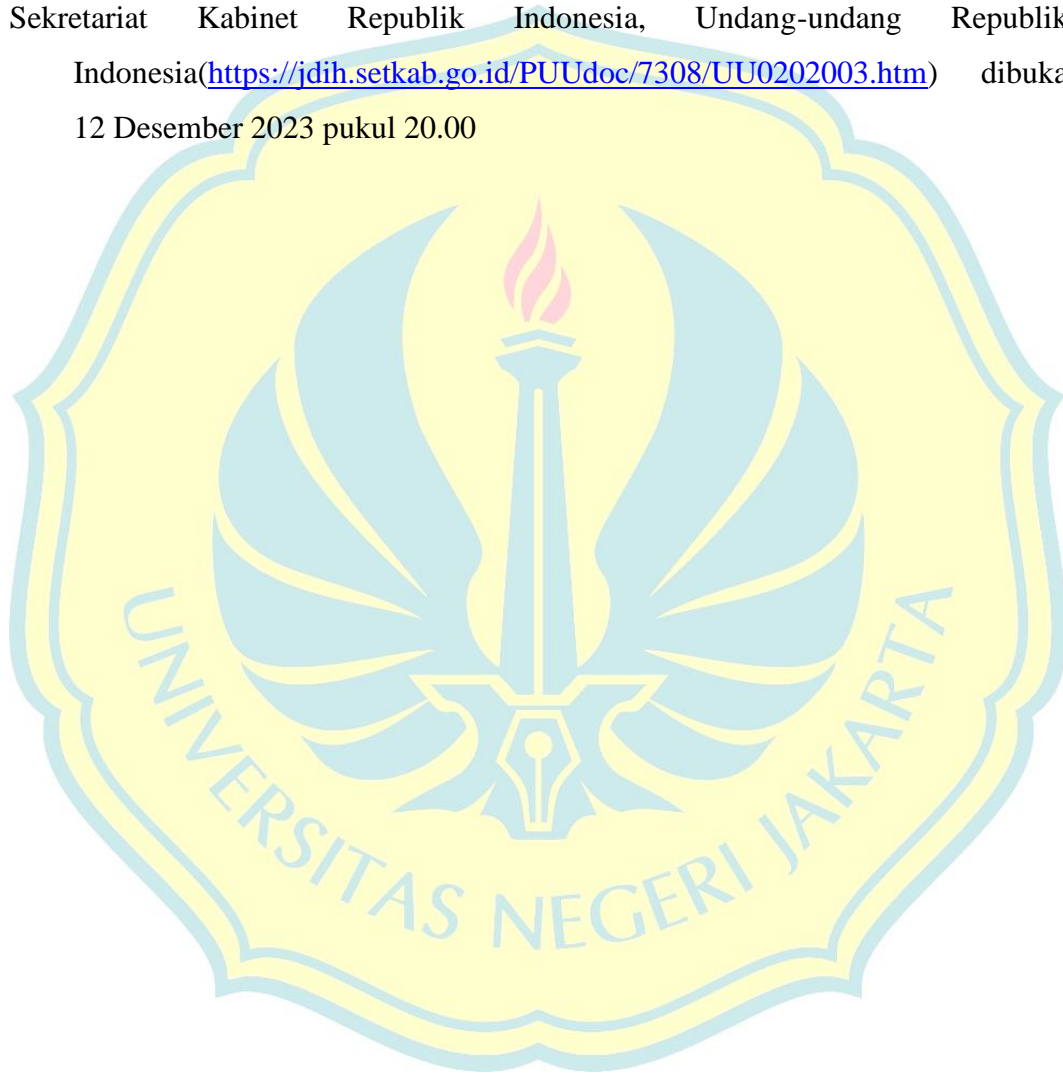 Sekretariat Kabinet Republik Indonesia, Undang-undang Republik
Indonesia(https://jdih.setkab.go.id/PUUdoc/7308/UU0202003.htm) dibuka
12 Desember 2023 pukul 20.00
UNIVERSITAS NEGERI JAKARTA